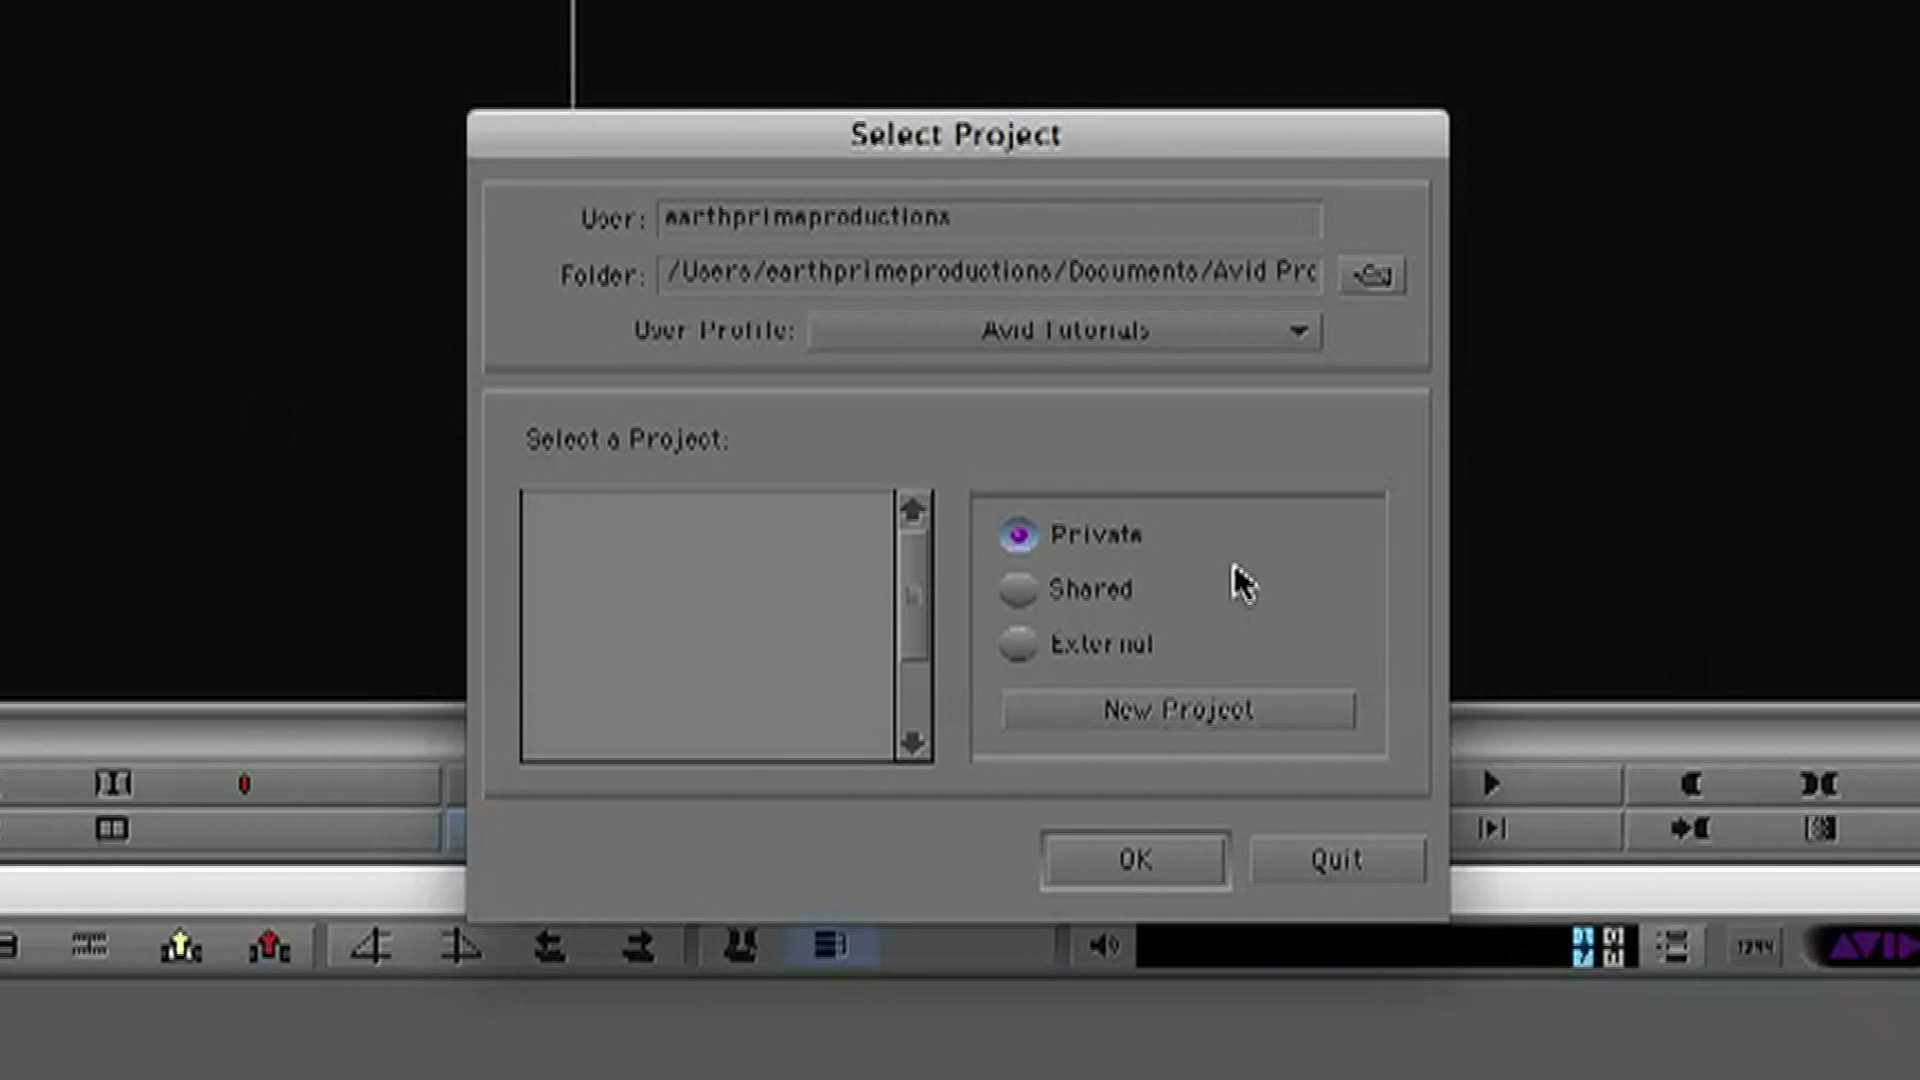 Select Project
User: earthprimeproductions
Folder: /Users/earthprimeproductions/Documents/Avid Pro
User Profile: Avid Tutorials
Select a Project:
Private
Shared
External
New Project
OK
Quit
AVID